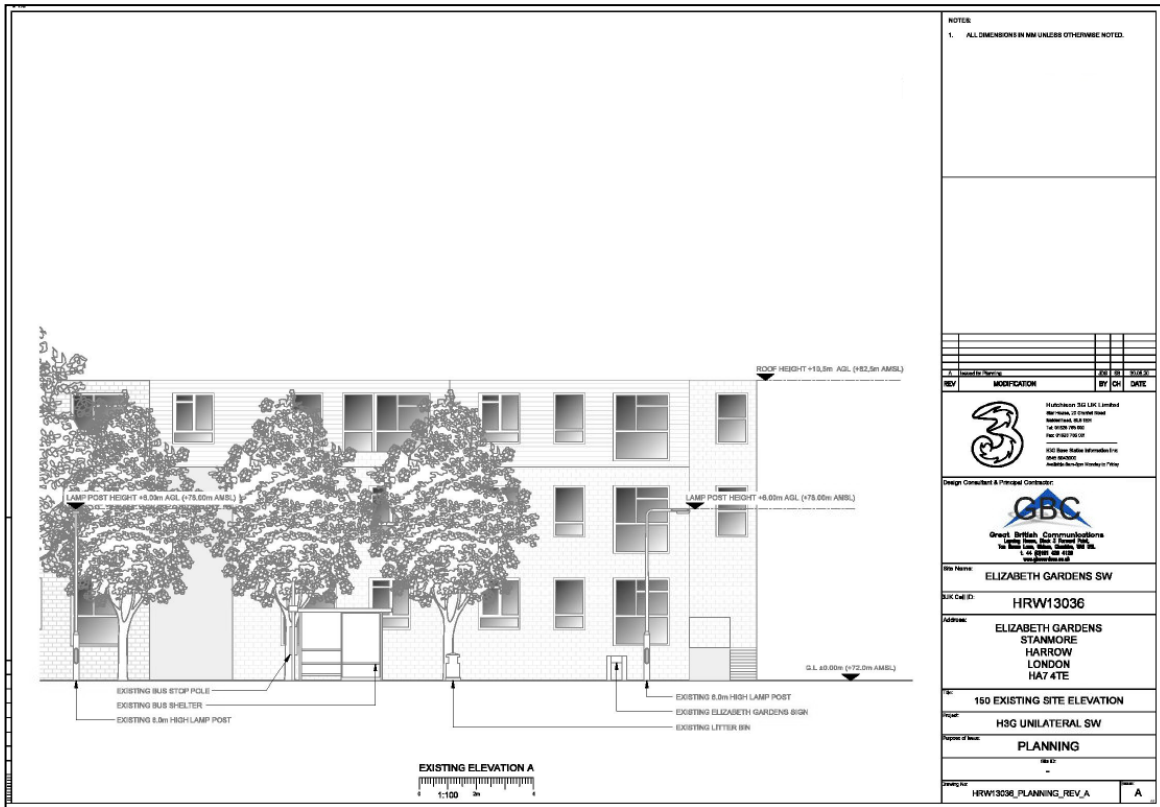 ROOF HEIGHT +10.5m AGL (+82.5m AMSL)
LAMP POST HEIGHT +6.00m AGL (+78.00m AMSL)
LAMP POST HEIGHT +6.00m AGL (+78.00m AMSL)
G.L ±0.00m (+72.0m AMSL)
EXISTING BUS STOP POLE
EXISTING BUS SHELTER
EXISTING 6.0m HIGH LAMP POST
EXISTING 6.0m HIGH LAMP POST
EXISTING ELIZABETH GARDENS SIGN
EXISTING LITTER BIN
EXISTING ELEVATION A
1:100
NOTES:
1. ALL DIMENSIONS IN MM UNLESS OTHERWISE NOTED.
A Issued for Planning
REV MODIFICATION BY CH DATE
3
Hutchison 3G UK Limited
Design Consultant & Principal Contractor:
GBC
Great British Communications
Site Name:
ELIZABETH GARDENS SW
HRW13036
Address:
ELIZABETH GARDENS
STANMORE
HARROW
LONDON
HA7 4TE
Title:
150 EXISTING SITE ELEVATION
Project:
H3G UNILATERAL SW
Purpose of Issue:
PLANNING
Site ID:
-
HRW13036_PLANNING_REV_A
A